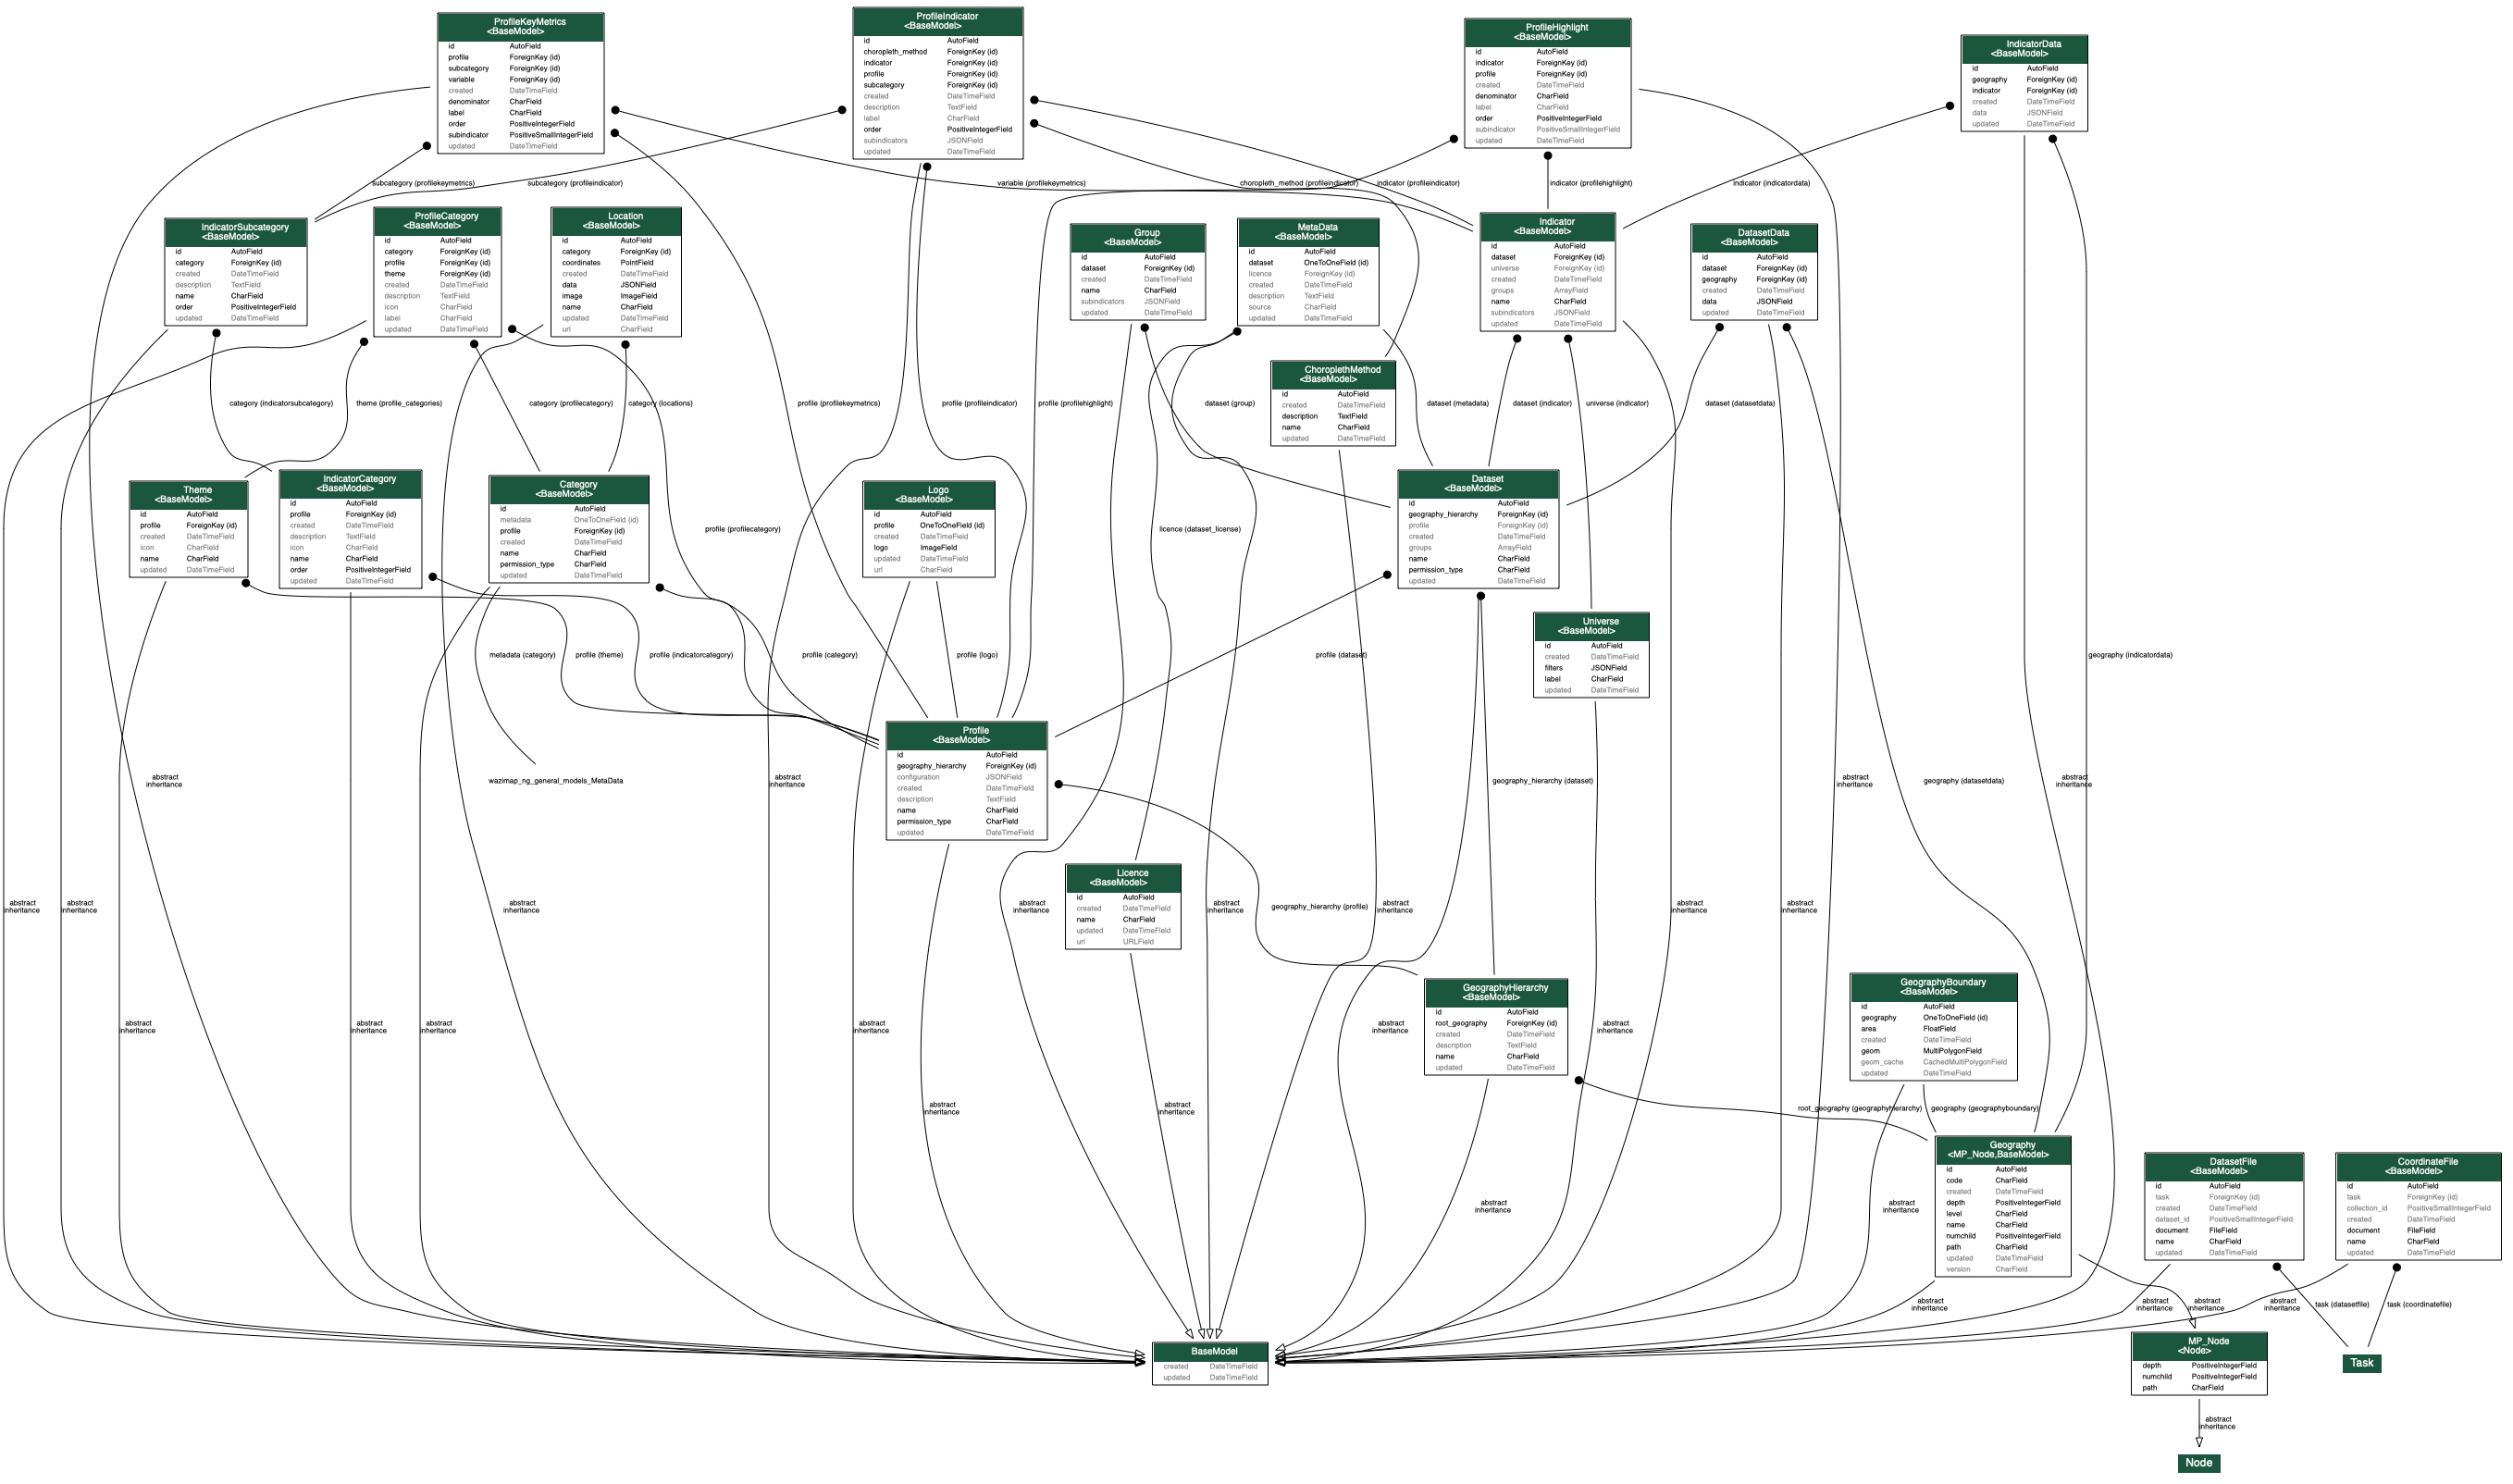 ProfileKeyMetrics
<BaseModel>
id AutoField
profile ForeignKey (id)
subcategory ForeignKey (id)
variable ForeignKey (id)
created DateTimeField
denominator CharField
label CharField
order PositiveIntegerField
subindicator PositiveSmallIntegerField
updated DateTimeField
ProfileIndicator
<BaseModel>
id AutoField
choropleth_method ForeignKey (id)
indicator ForeignKey (id)
profile ForeignKey (id)
subcategory ForeignKey (id)
created DateTimeField
description TextField
label CharField
order PositiveIntegerField
subindicators JSONField
updated DateTimeField
ProfileHighlight
<BaseModel>
id AutoField
indicator ForeignKey (id)
profile ForeignKey (id)
created DateTimeField
denominator CharField
label CharField
order PositiveIntegerField
subindicator PositiveSmallIntegerField
updated DateTimeField
IndicatorData
<BaseModel>
id AutoField
geography ForeignKey (id)
indicator ForeignKey (id)
created DateTimeField
data JSONField
updated DateTimeField
subcategory (profilekeymetrics)
subcategory (profileindicator)
variable (profilekeymetrics)
choropleth_method (profileindicator)
indicator (profileindicator)
indicator (profilehighlight)
indicator (indicatordata)
IndicatorSubcategory
<BaseModel>
id AutoField
category ForeignKey (id)
created DateTimeField
description TextField
name CharField
order PositiveIntegerField
updated DateTimeField
ProfileCategory
<BaseModel>
id AutoField
category ForeignKey (id)
profile ForeignKey (id)
theme ForeignKey (id)
created DateTimeField
description TextField
icon CharField
label CharField
updated DateTimeField
Location
<BaseModel>
id AutoField
category ForeignKey (id)
coordinates PointField
created DateTimeField
data JSONField
image ImageField
name CharField
updated DateTimeField
url CharField
Group
<BaseModel>
id AutoField
dataset ForeignKey (id)
created DateTimeField
name CharField
subindicators JSONField
updated DateTimeField
MetaData
<BaseModel>
id AutoField
dataset OneToOneField (id)
licence ForeignKey (id)
created DateTimeField
description TextField
source CharField
updated DateTimeField
Indicator
<BaseModel>
id AutoField
dataset ForeignKey (id)
universe ForeignKey (id)
created DateTimeField
groups ArrayField
name CharField
subindicators JSONField
updated DateTimeField
DatasetData
<BaseModel>
id AutoField
dataset ForeignKey (id)
geography ForeignKey (id)
created DateTimeField
data JSONField
updated DateTimeField
ChoroplethMethod
<BaseModel>
id AutoField
created DateTimeField
description TextField
name CharField
updated DateTimeField
category (indicatorsubcategory)
theme (profile_categories)
category (profilecategory)
category (locations)
profile (profilekeymetrics)
profile (profileindicator)
profile (profilehighlight)
dataset (group)
dataset (metadata)
dataset (indicator)
universe (indicator)
dataset (datasetdata)
Theme
<BaseModel>
id AutoField
profile ForeignKey (id)
created DateTimeField
icon CharField
name CharField
updated DateTimeField
IndicatorCategory
<BaseModel>
id AutoField
profile ForeignKey (id)
created DateTimeField
description TextField
icon CharField
name CharField
order PositiveIntegerField
updated DateTimeField
Category
<BaseModel>
id AutoField
metadata OneToOneField (id)
profile ForeignKey (id)
created DateTimeField
name CharField
permission_type CharField
updated DateTimeField
profile (profilecategory)
Logo
<BaseModel>
id AutoField
profile OneToOneField (id)
created DateTimeField
logo ImageField
updated DateTimeField
url CharField
licence (dataset_license)
Dataset
<BaseModel>
id AutoField
geography_hierarchy ForeignKey (id)
profile ForeignKey (id)
created DateTimeField
groups ArrayField
name CharField
permission_type CharField
updated DateTimeField
Universe
<BaseModel>
id AutoField
created DateTimeField
filters JSONField
label CharField
updated DateTimeField
metadata (category)
profile (theme)
profile (indicatorcategory)
profile (category)
profile (logo)
profile (dataset)
geography (indicatordata)
Profile
<BaseModel>
id AutoField
geography_hierarchy ForeignKey (id)
configuration JSONField
created DateTimeField
description TextField
name CharField
permission_type CharField
updated DateTimeField
abstract
inheritance
wazimap_ng_general_models_MetaData
abstract
inheritance
geography_hierarchy (dataset)
abstract
inheritance
geography (datasetdata)
abstract
inheritance
Licence
<BaseModel>
id AutoField
created DateTimeField
name CharField
updated DateTimeField
url URLField
abstract
inheritance
abstract
inheritance
abstract
inheritance
abstract
inheritance
abstract
inheritance
geography_hierarchy (profile)
abstract
inheritance
abstract
inheritance
abstract
inheritance
GeographyHierarchy
<BaseModel>
id AutoField
root_geography ForeignKey (id)
created DateTimeField
description TextField
name CharField
updated DateTimeField
GeographyBoundary
<BaseModel>
id AutoField
geography OneToOneField (id)
area FloatField
created DateTimeField
geom MultiPolygonField
geom_cache CachedMultiPolygonField
updated DateTimeField
abstract
inheritance
abstract
inheritance
abstract
inheritance
abstract
inheritance
abstract
inheritance
abstract
inheritance
abstract
inheritance
abstract
inheritance
root_geography (geographyhierarchy)
geography (geographyboundary)
Geography
<MP_Node,BaseModel>
id AutoField
code CharField
created DateTimeField
depth PositiveIntegerField
level CharField
name CharField
numchild PositiveIntegerField
path CharField
updated DateTimeField
version CharField
DatasetFile
<BaseModel>
id AutoField
task ForeignKey (id)
created DateTimeField
dataset_id PositiveSmallIntegerField
document FileField
name CharField
updated DateTimeField
CoordinateFile
<BaseModel>
id AutoField
task ForeignKey (id)
collection_id PositiveSmallIntegerField
created DateTimeField
document FileField
name CharField
updated DateTimeField
abstract
inheritance
abstract
inheritance
abstract
inheritance
abstract
inheritance
abstract
inheritance
abstract
inheritance
task (datasetfile)
task (coordinatefile)
BaseModel
created DateTimeField
updated DateTimeField
MP_Node
<Node>
depth PositiveIntegerField
numchild PositiveIntegerField
path CharField
Task
abstract
inheritance
Node